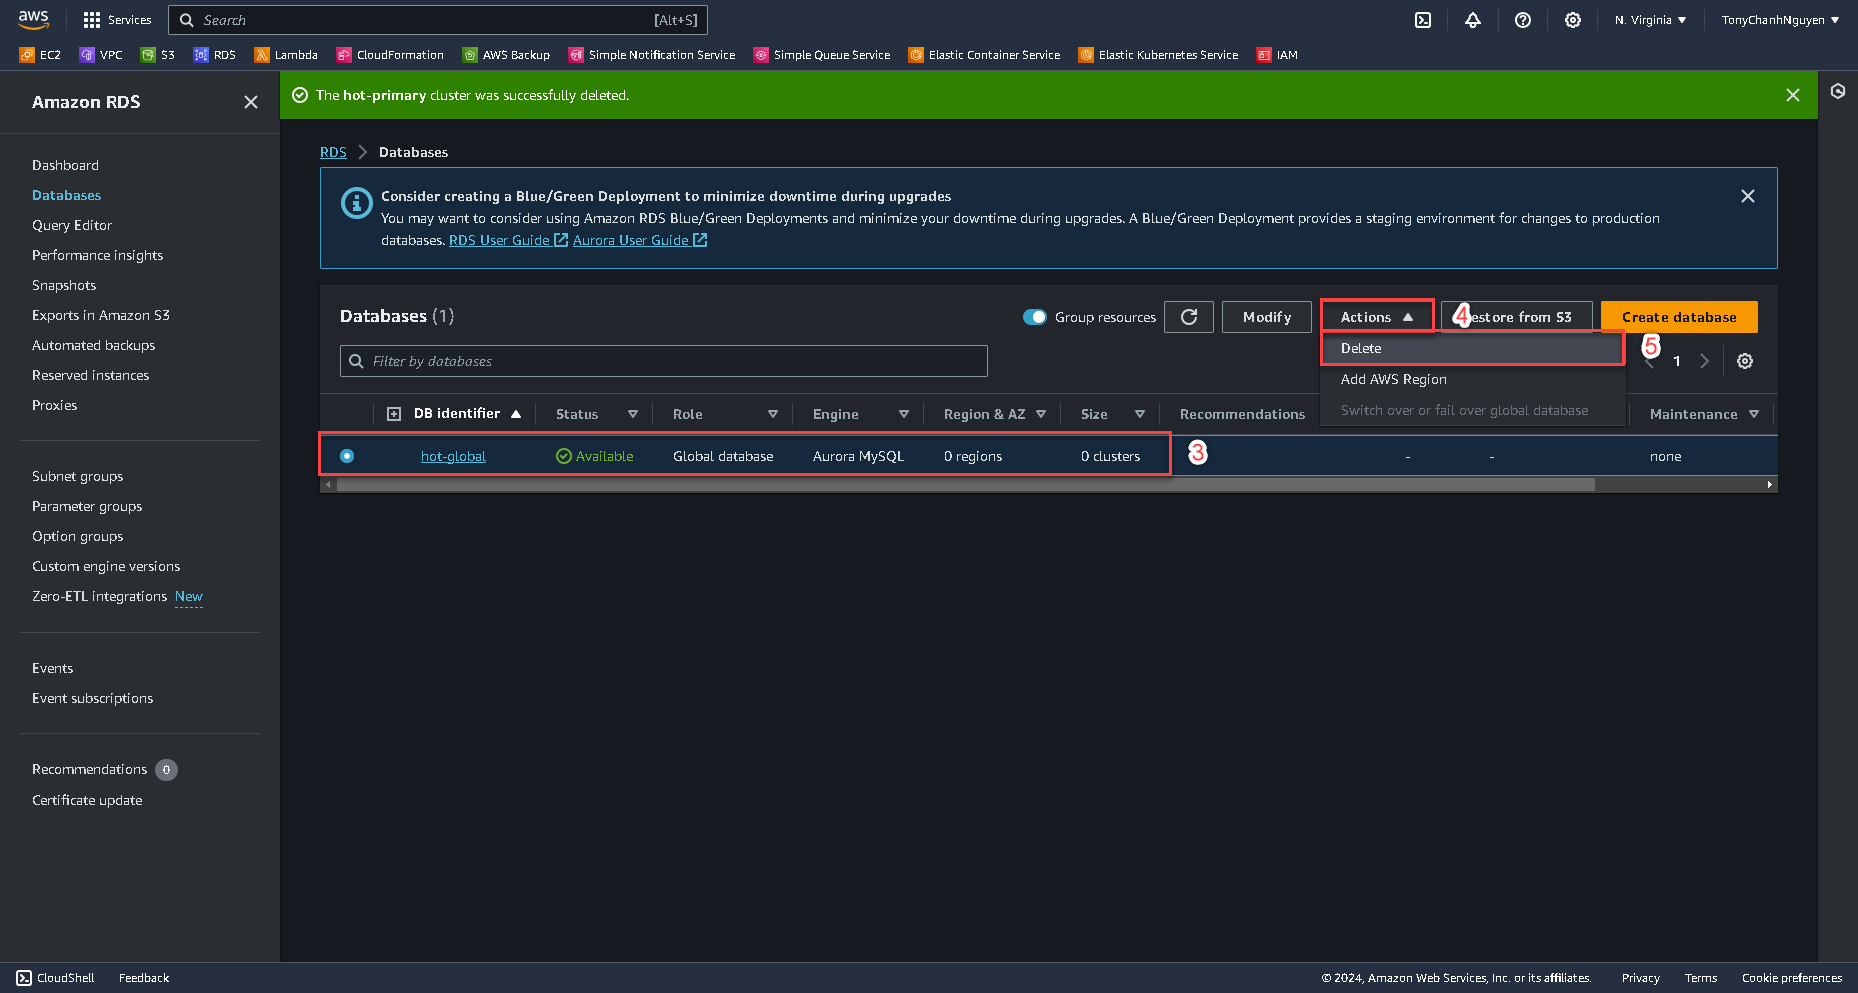 aws
Services
Search
[Alt+S]
N. Virginia
TonyChanhNguyen
EC2
VPC
S3
RDS
Lambda
CloudFormation
AWS Backup
Simple Notification Service
Simple Queue Service
Elastic Container Service
Elastic Kubernetes Service
IAM
Amazon RDS
Dashboard
Databases
Query Editor
Performance insights
Snapshots
Exports in Amazon S3
Automated backups
Reserved instances
Proxies
Subnet groups
Parameter groups
Option groups
Custom engine versions
Zero-ETL integrations New
Events
Event subscriptions
Recommendations 0
Certificate update
The hot-primary cluster was successfully deleted.
RDS > Databases
Consider creating a Blue/Green Deployment to minimize downtime during upgrades
You may want to consider using Amazon RDS Blue/Green Deployments and minimize your downtime during upgrades. A Blue/Green Deployment provides a staging environment for changes to production
databases. RDS User Guide Aurora User Guide
Databases (1)
Group resources
Modify
Actions
4
estore from S3
Create database
Delete
5
Add AWS Region
Switch over or fail over global database
Filter by databases
1
DB identifier
Status
Role
Engine
Region & AZ
Size
Recommendations
Maintenance
hot-global
Available
Global database
Aurora MySQL
0 regions
0 clusters
3
-
-
none
CloudShell
Feedback
© 2024, Amazon Web Services, Inc. or its affiliates.
Privacy
Terms
Cookie preferences